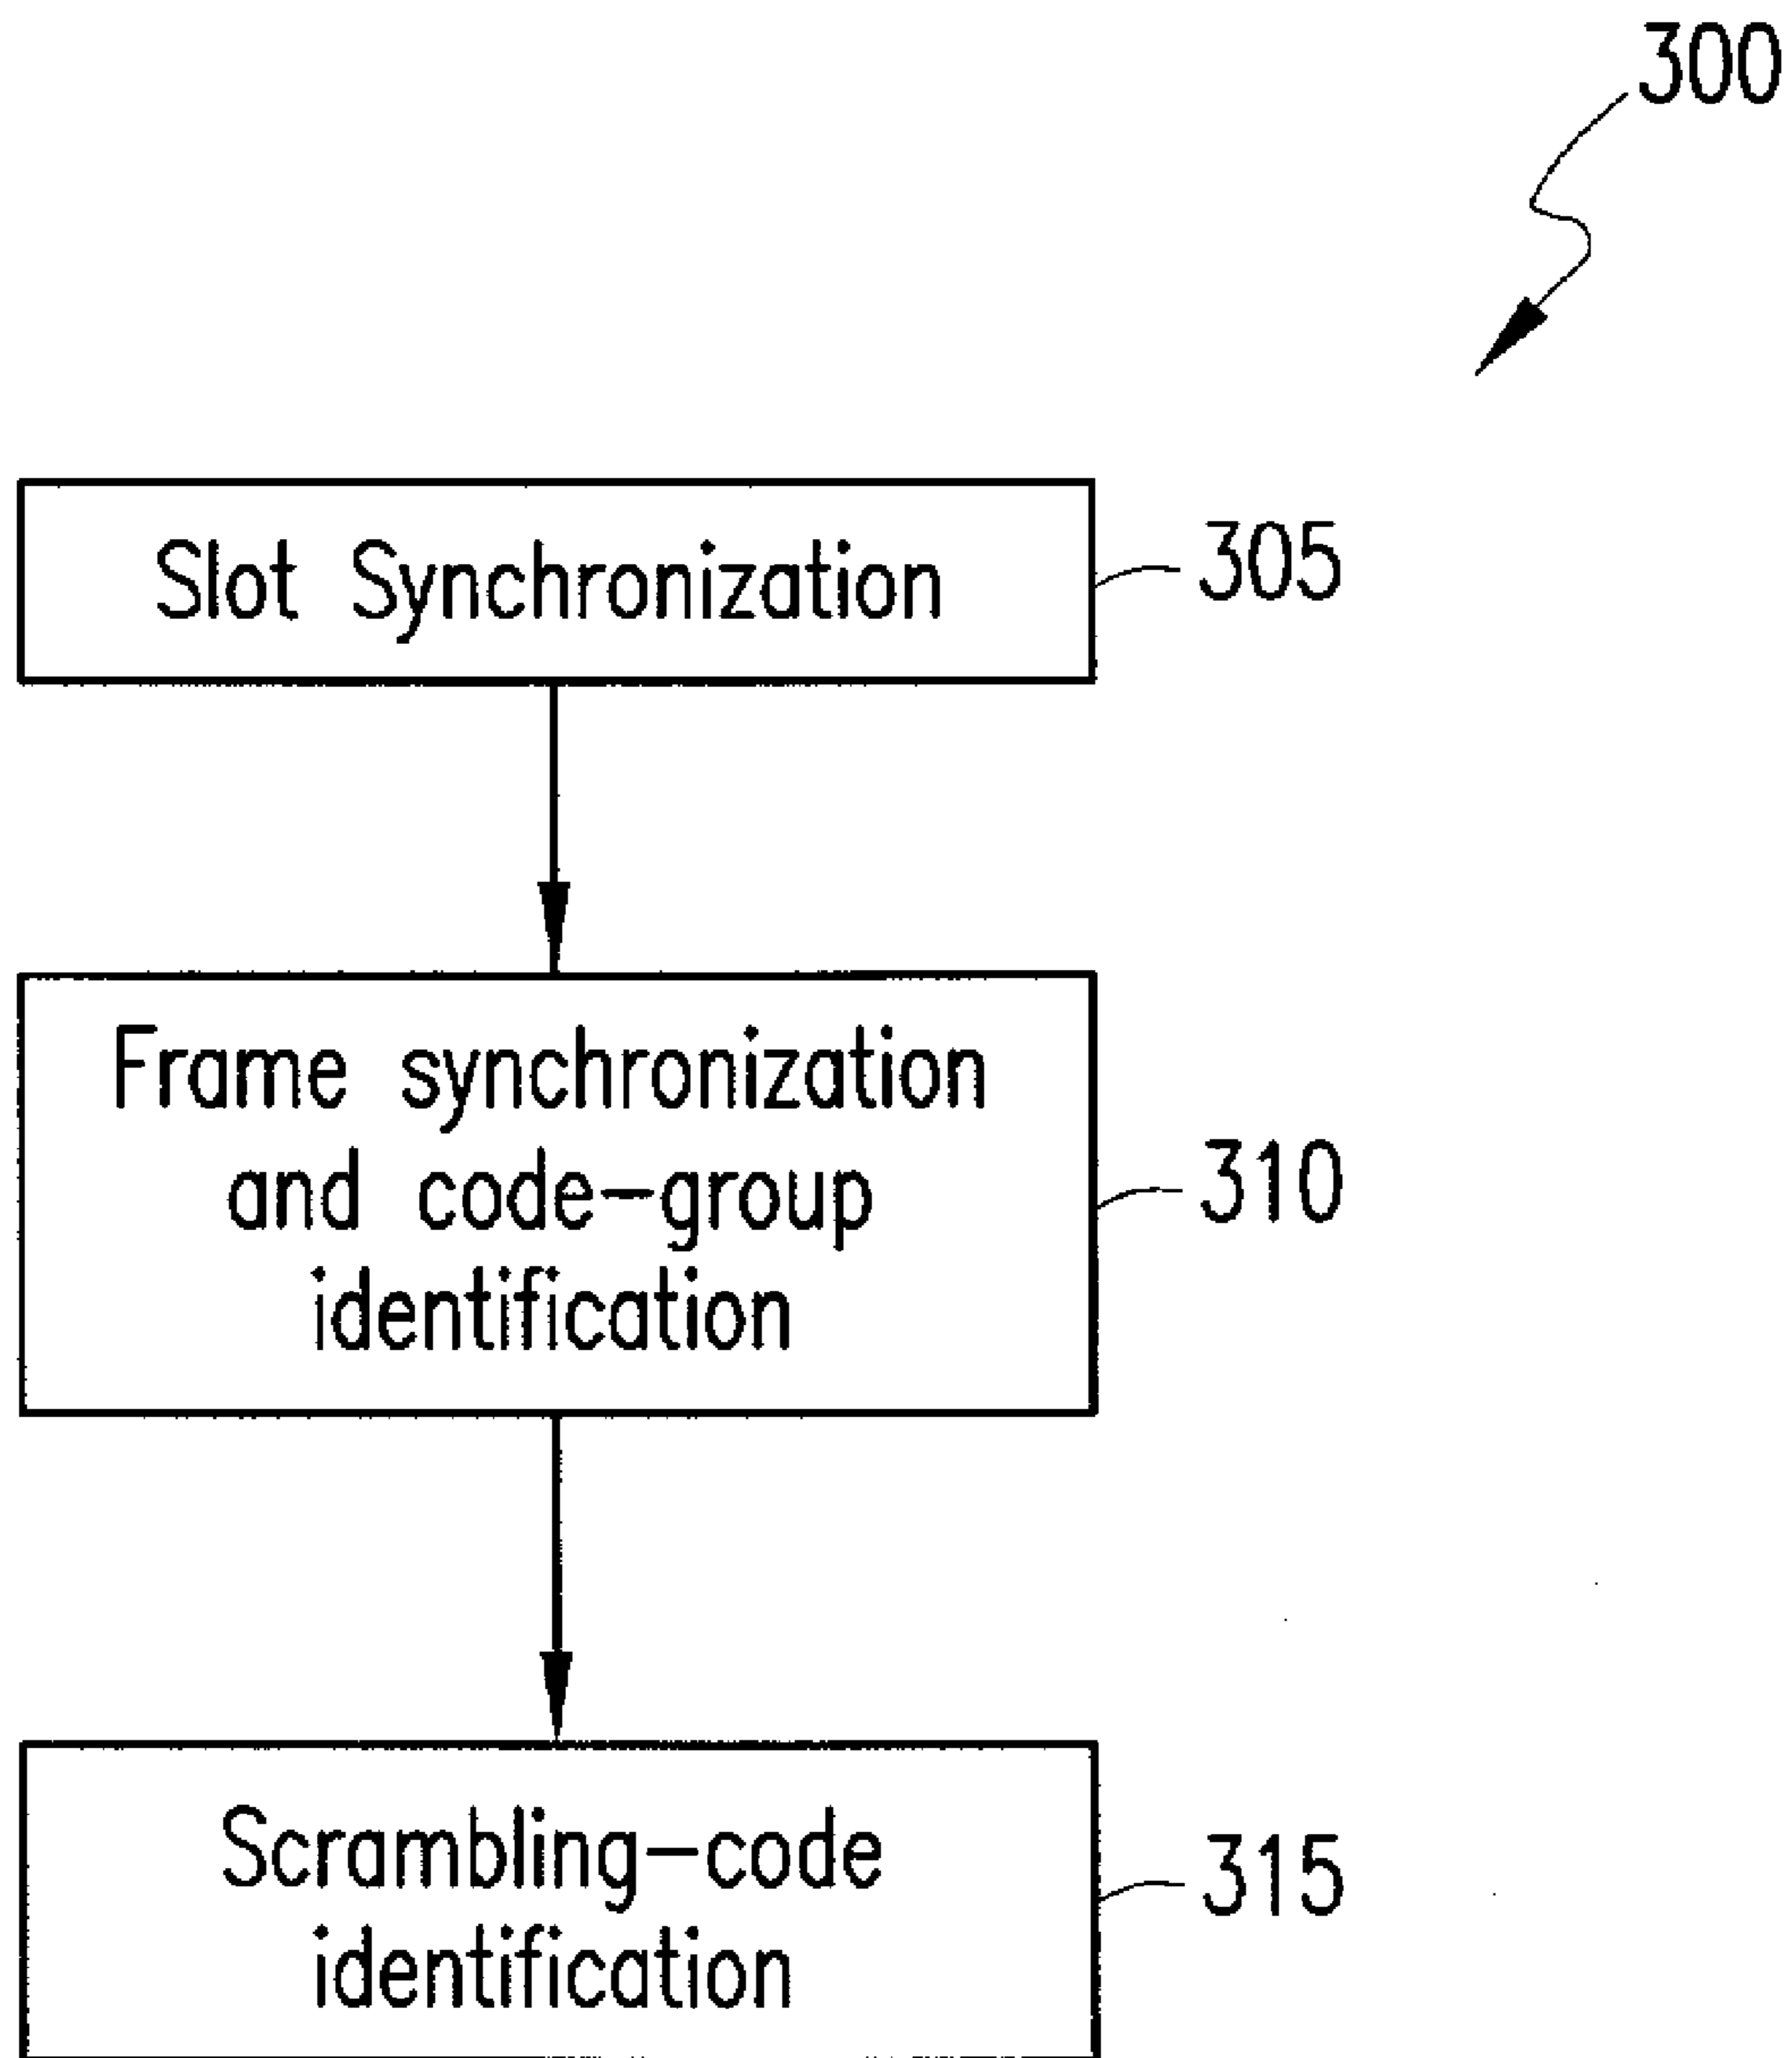 300
Slot Synchronization
305
Frame synchronization
and code-group
identification
310
Scrambling-code
identification
315